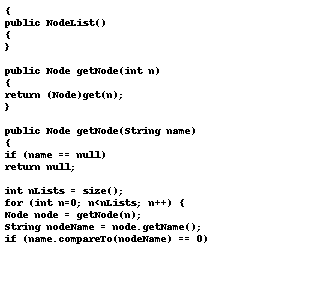 {
public NodeList()
{
}
public Node getNode(int n)
{
return (Node)get(n);
}
public Node getNode(String name)
{
if (name == null)
return null;
int nLists = size();
for (int n=0; n<nLists; n++) {
Node node = getNode(n);
String nodeName = node.getName();
if (name.compareTo(nodeName) == 0)